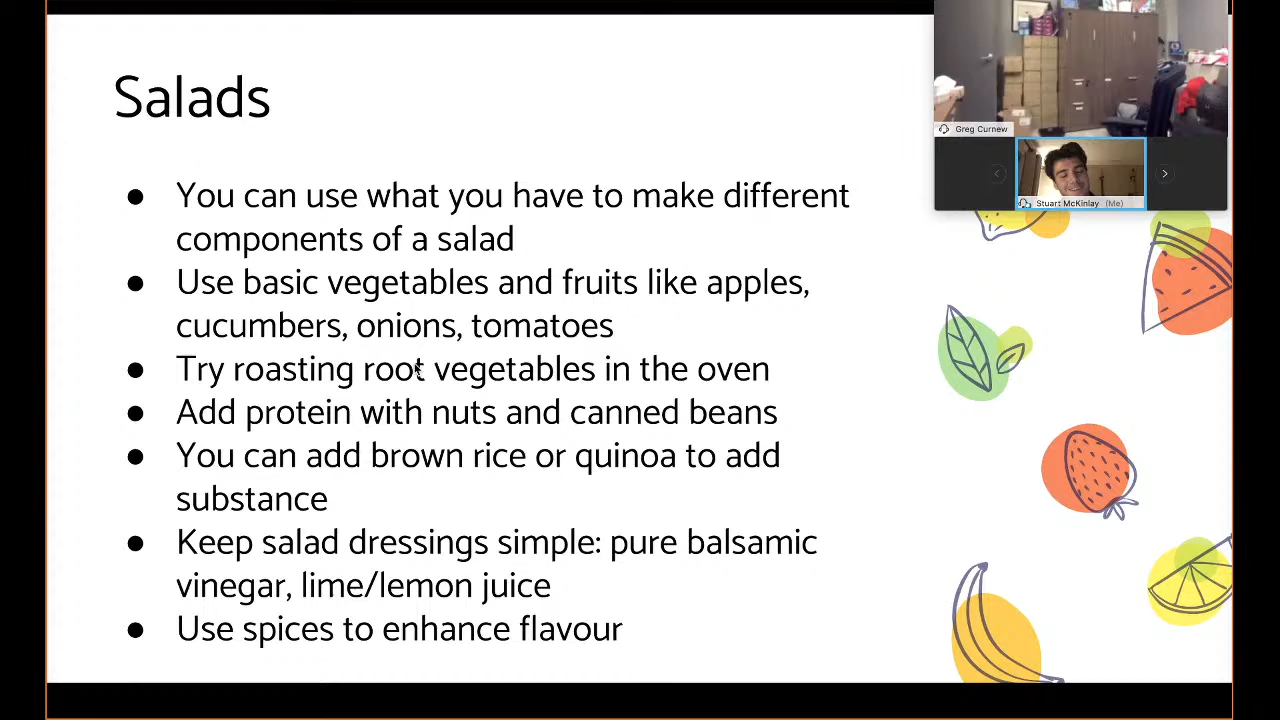 Salads
● You can use what you have to make different
components of a salad
● Use basic vegetables and fruits like apples,
cucumbers, onions, tomatoes
● Try roasting root vegetables in the oven
● Add protein with nuts and canned beans
● You can add brown rice or quinoa to add
substance
● Keep salad dressings simple: pure balsamic
vinegar, lime/lemon juice
● Use spices to enhance flavour
Greg Curnew
Stuart McKinlay (Me)